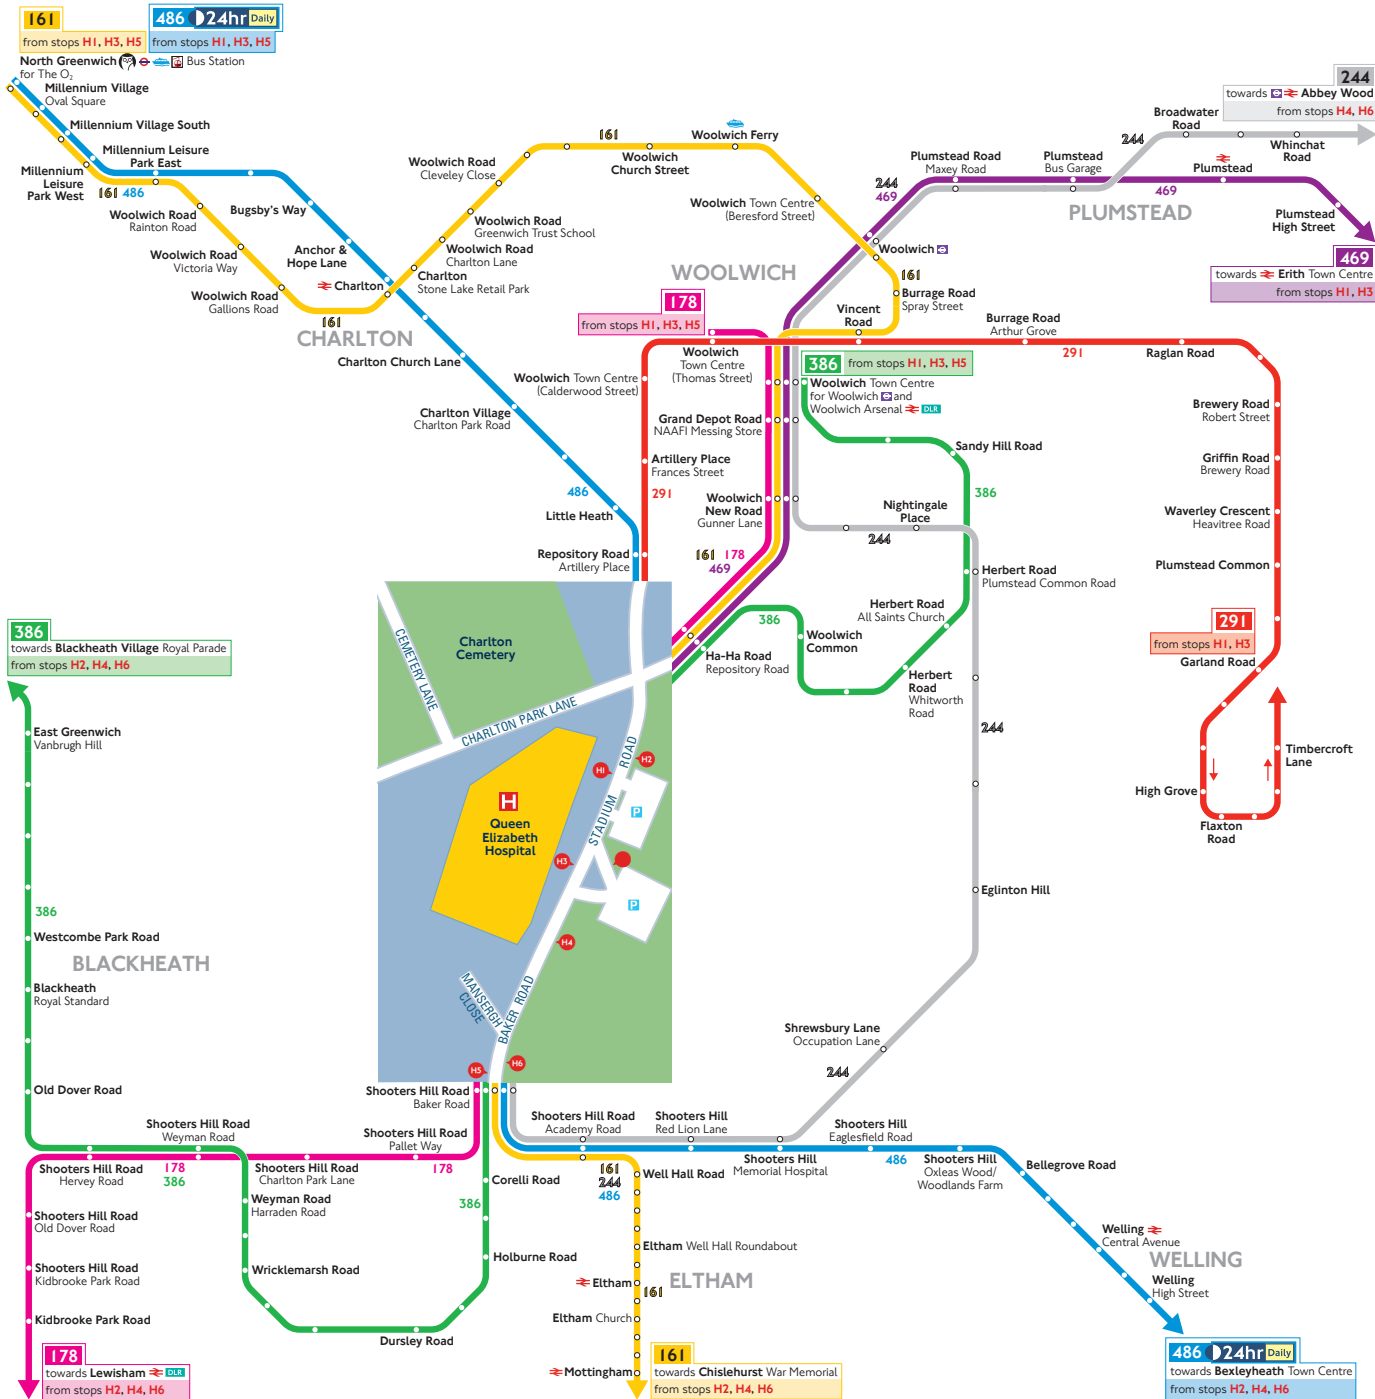 161
from stops H1, H3, H5
486 24hr Daily
from stops H1, H3, H5
North Greenwich Bus Station
for The O2
Millennium Village
Oval Square
Millennium Village South
Millennium Leisure
Park East
Millennium
Leisure
Park West
161 486
Woolwich Road
Rainton Road
Woolwich Road
Victoria Way
Woolwich Road
Gallions Road
161
Bugsby's Way
Anchor &
Hope Lane
Charlton
CHARLTON
Charlton
Stone Lake Retail Park
Woolwich Road
Charlton Lane
Woolwich Road
Greenwich Trust School
Woolwich Road
Cleveley Close
161
Woolwich
Church Street
Woolwich Ferry
Woolwich Town Centre
(Beresford Street)
Woolwich
161
Burrage Road
Spray Street
Vincent
Road
WOOLWICH
244
469
Plumstead Road
Maxey Road
Plumstead
Bus Garage
PLUMSTEAD
244
towards Abbey Wood
from stops H4, H6
Broadwater
Road
244
Whinchat
Road
Plumstead
469
Plumstead
High Street
469
towards Erith Town Centre
from stops H1, H3
178
from stops H1, H3, H5
Woolwich
Town Centre
(Thomas Street)
Woolwich Town Centre
(Calderwood Street)
Burrage Road
Arthur Grove
291
Raglan Road
386 from stops H1, H3, H5
Woolwich Town Centre
for Woolwich and
Woolwich Arsenal DLR
Charlton Church Lane
Charlton Village
Charlton Park Road
486
Little Heath
Grand Depot Road
NAAFI Messing Store
Artillery Place
Frances Street
291
Woolwich
New Road
Gunner Lane
Repository Road
Artillery Place
161 178
469
Sandy Hill Road
386
Nightingale
Place
244
Herbert Road
Plumstead Common Road
Herbert Road
All Saints Church
Herbert
Road
Whitworth
Road
386
Woolwich
Common
Ha-Ha Road
Repository Road
Brewery Road
Robert Street
Griffin Road
Brewery Road
Waverley Crescent
Heavitree Road
Plumstead Common
291
from stops H1, H3
Garland Road
Timbercroft
Lane
High Grove
Flaxton
Road
244
Eglinton Hill
Shrewsbury Lane
Occupation Lane
244
386
towards Blackheath Village Royal Parade
from stops H2, H4, H6
East Greenwich
Vanbrugh Hill
386
Westcombe Park Road
BLACKHEATH
Blackheath
Royal Standard
Old Dover Road
Charlton
Cemetery
CEMETERY LANE
CHARLTON PARK LANE
STADIUM ROAD
H1
H2
H
Queen
Elizabeth
Hospital
P
H3
P
H4
MANSERGH
CLOSE
BAKER ROAD
H5
H6
Shooters Hill Road
Baker Road
Shooters Hill Road
Weyman Road
Shooters Hill Road
Pallet Way
Shooters Hill Road
Hervey Road
178
386
Shooters Hill Road
Charlton Park Lane
178
Shooters Hill Road
Old Dover Road
Weyman Road
Harraden Road
386
Corelli Road
Shooters Hill Road
Kidbrooke Park Road
Wricklemarsh Road
Holburne Road
Kidbrooke Park Road
Dursley Road
178
towards Lewisham DLR
from stops H2, H4, H6
Shooters Hill Road
Academy Road
Shooters Hill
Red Lion Lane
Shooters Hill
Memorial Hospital
Shooters Hill
Eaglesfield Road
486
Shooters Hill
Oxleas Wood/
Woodlands Farm
Bellegrove Road
161
244
486
Well Hall Road
Eltham Well Hall Roundabout
Eltham
161
ELTHAM
Eltham Church
Mottingham
161
towards Chislehurst War Memorial
from stops H2, H4, H6
Welling
Central Avenue
WELLING
Welling
High Street
486 24hr Daily
towards Bexleyheath Town Centre
from stops H2, H4, H6